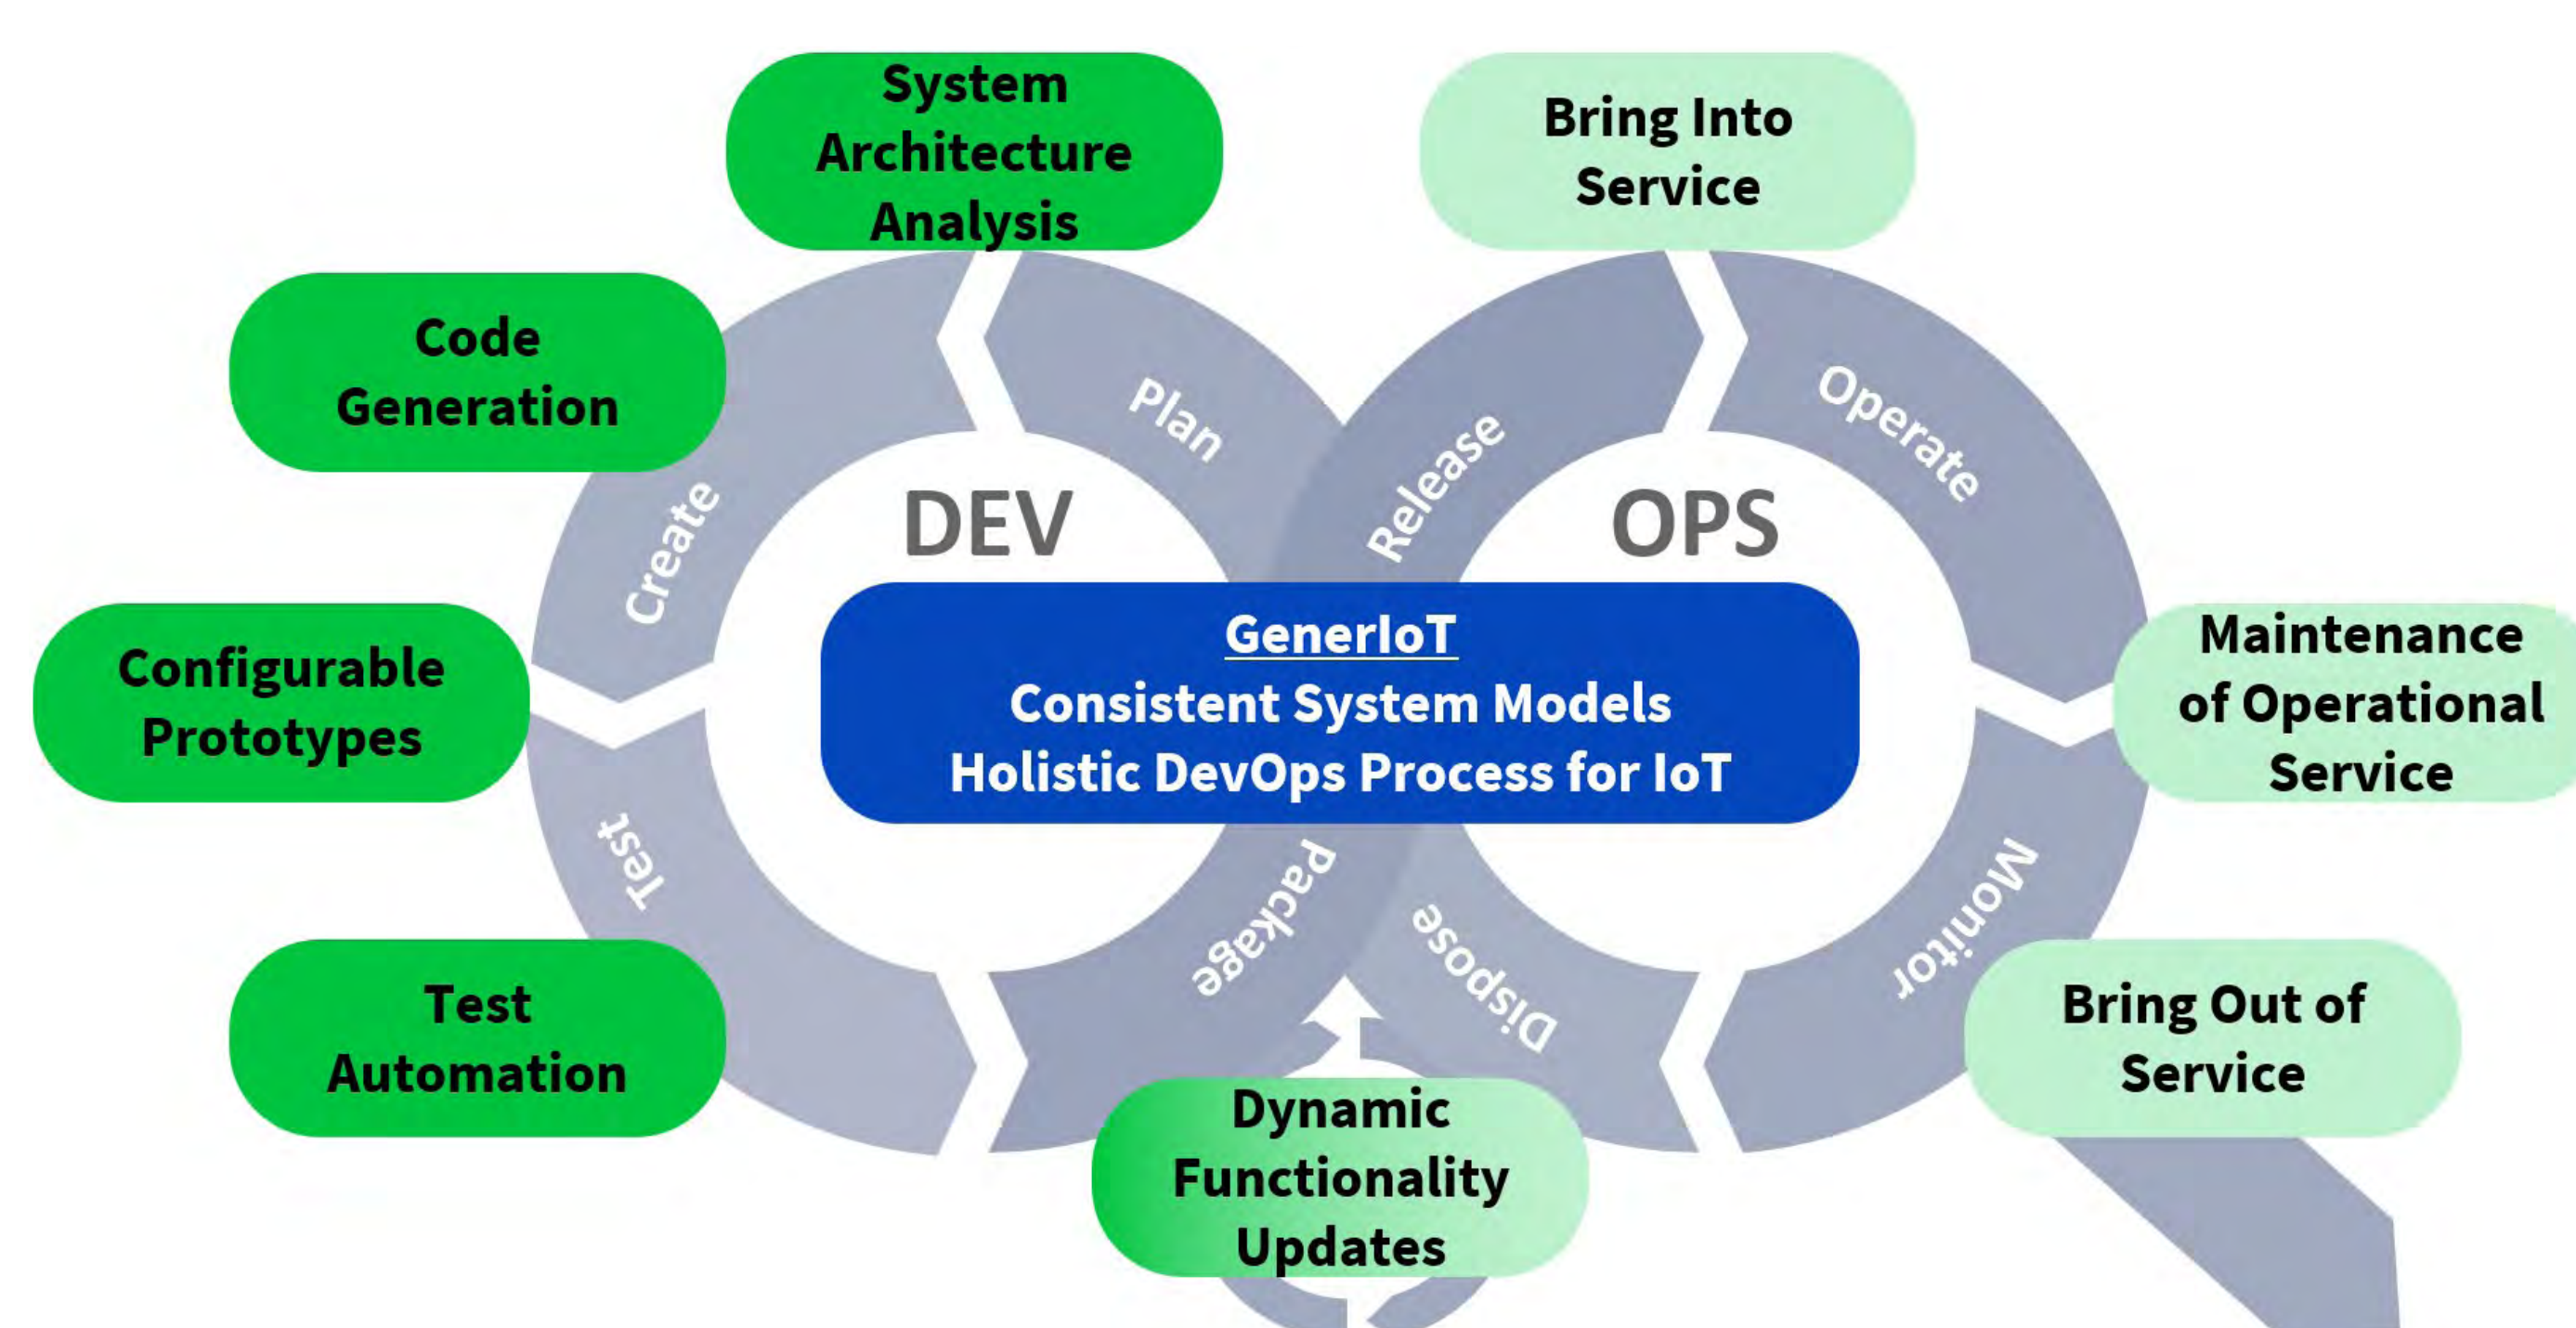 System
Architecture
Analysis
Bring Into
Service
Code
Generation
Plan
Release
Operate
Create
DEV
OPS
Configurable
Prototypes
GenerIoT
Consistent System Models
Holistic DevOps Process for IoT
Maintenance
of Operational
Service
Test
Package
Dispose
Monitor
Test
Automation
Bring Out of
Service
Dynamic
Functionality
Updates